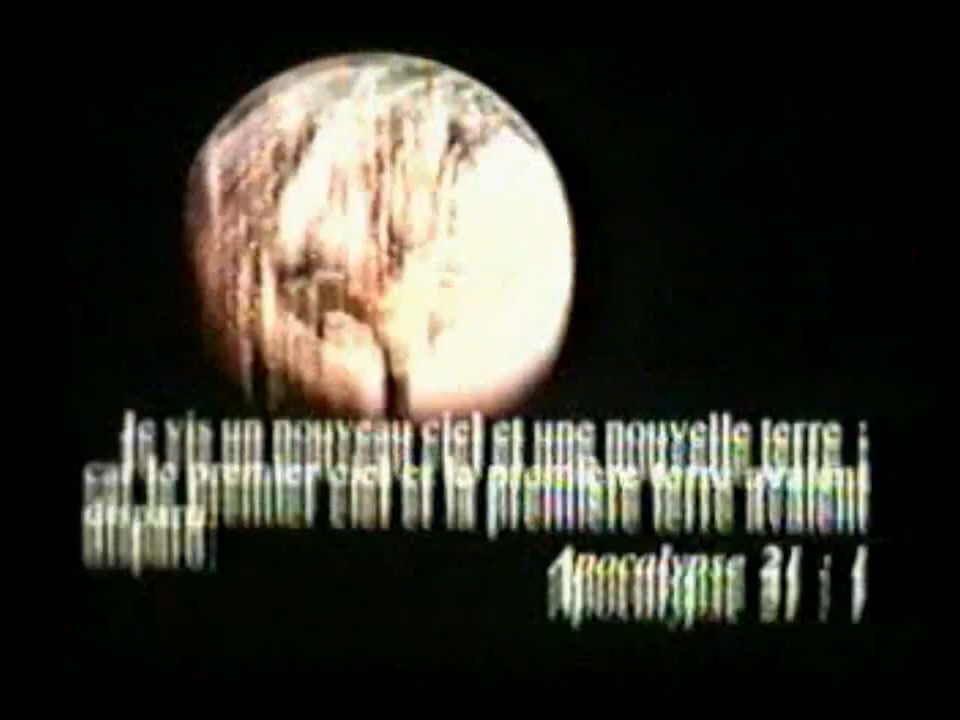 Je vis un nouveau ciel et une nouvelle terre ;
car le premier ciel et la première terre avaient
disparu.
Apocalypse 21 : 1